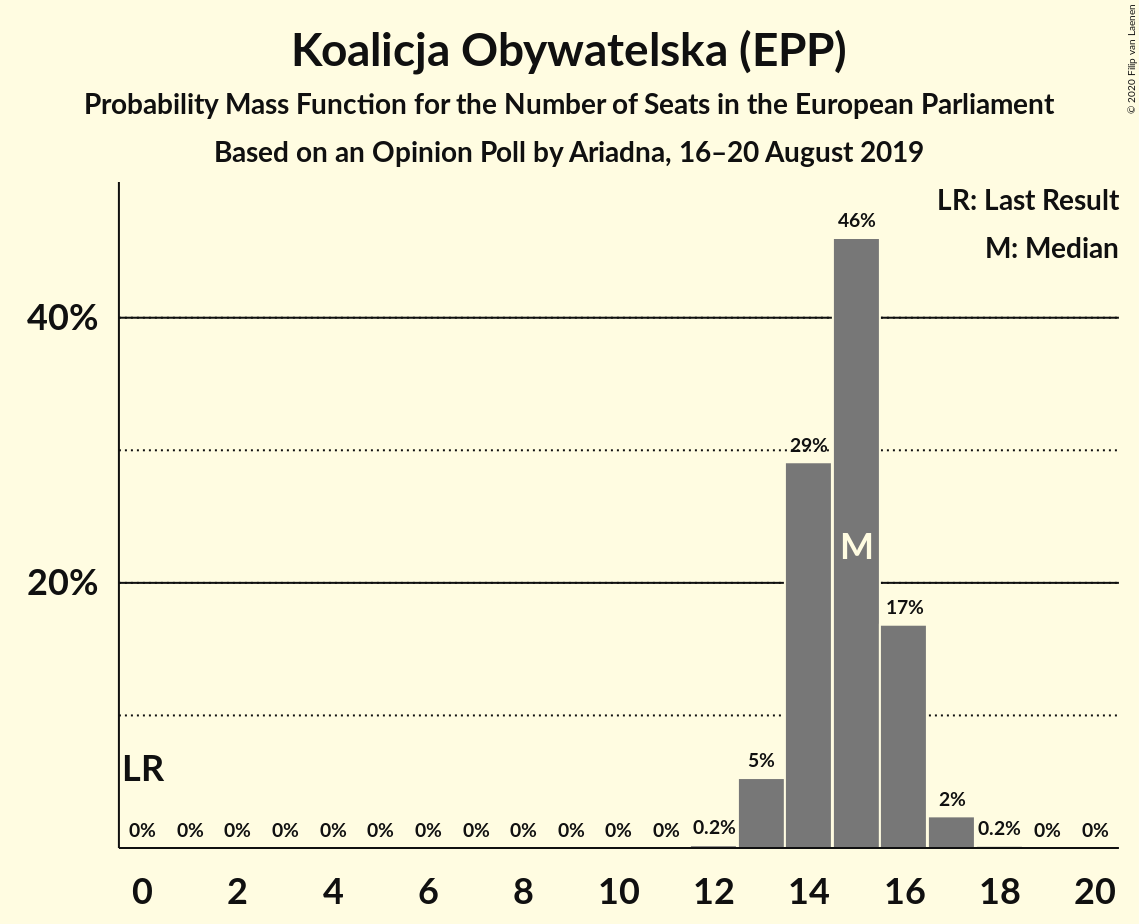 Koalicja Obywatelska (EPP)
Probability Mass Function for the Number of Seats in the European Parliament
Based on an Opinion Poll by Ariadna, 16–20 August 2019
© 2020 Filip van Laenen
LR: Last Result
M: Median
46%
40%
29%
M
20%
17%
LR
5%
2%
0% 0% 0% 0% 0% 0% 0% 0% 0% 0% 0% 0% 0.2% 0.2% 0% 0%
0 2 4 6 8 10 12 14 16 18 20